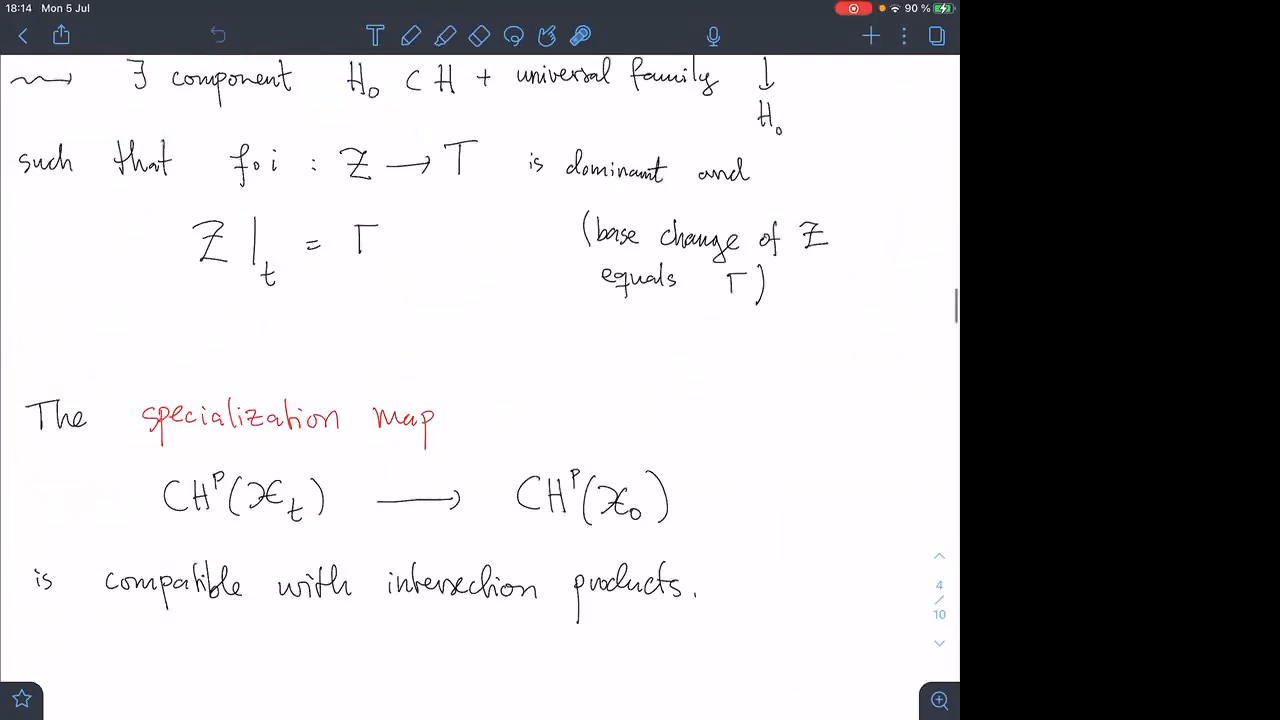 18:14 Mon 5 Jul
90 %
∃ component H₀ ⊂ H + universal family ↓
H₀
such that f∘i : Z → T is dominant and
Z|ₜ = Γ
(base change of Z
equals Γ)
The specialization map
CHᵖ(𝒳ₜ) ⟶ CHᵖ(𝒳₀)
is compatible with intersection products.
4
/
10